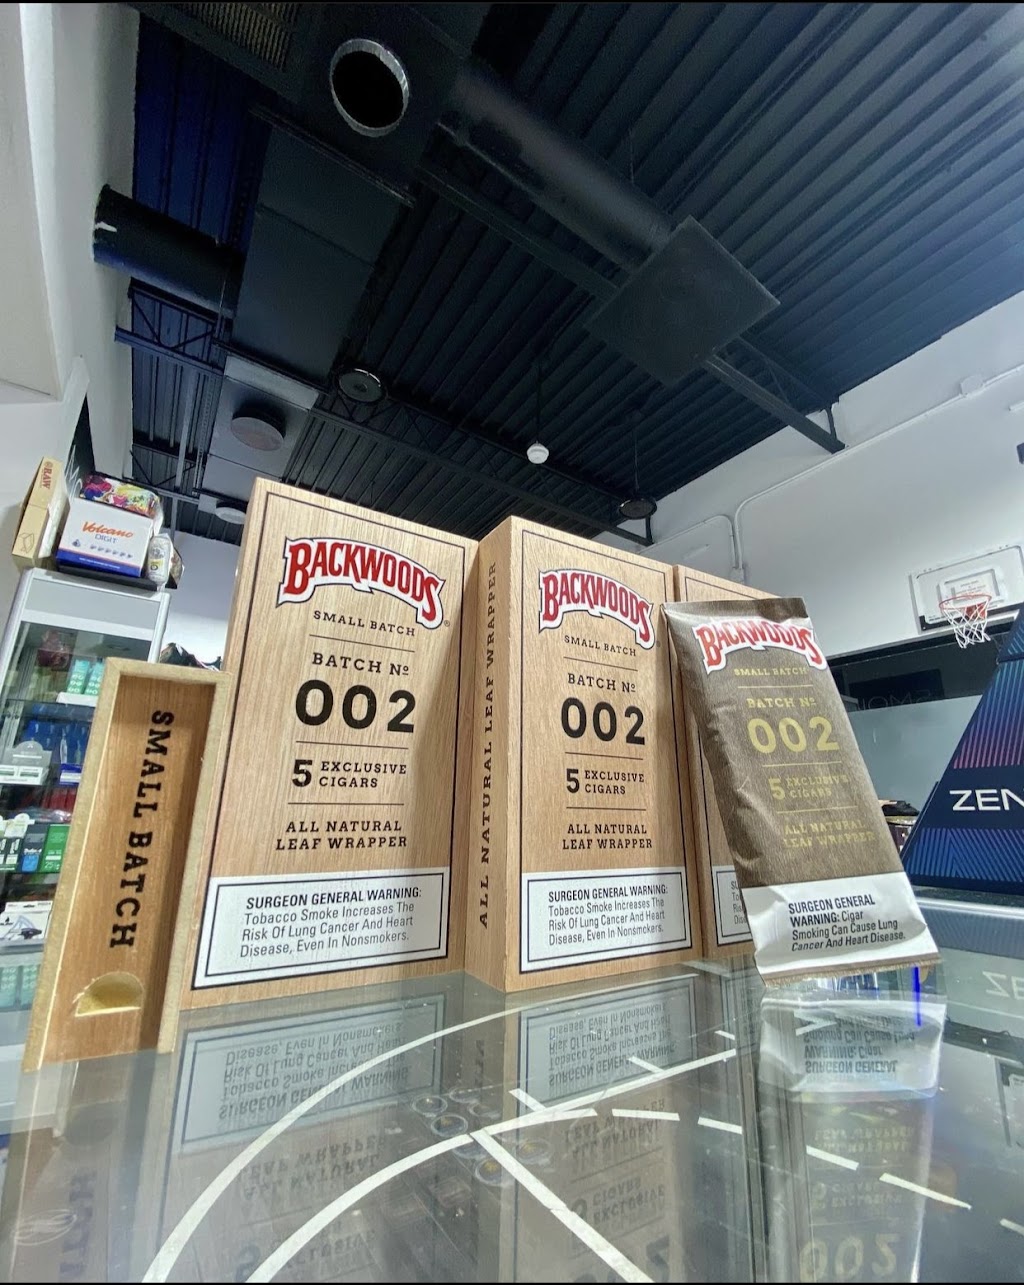 RAW
Volcano
DIGIT
SMALL BATCH
BACKWOODS
SMALL BATCH
BATCH Nº
002
5 EXCLUSIVE
CIGARS
ALL NATURAL
LEAF WRAPPER
SURGEON GENERAL WARNING:
Tobacco Smoke Increases The
Risk Of Lung Cancer And Heart
Disease, Even In Nonsmokers.
ALL NATURAL LEAF WRAPPER
BACKWOODS
SMALL BATCH
BATCH Nº
002
5 EXCLUSIVE
CIGARS
ALL NATURAL
LEAF WRAPPER
SURGEON GENERAL WARNING:
Tobacco Smoke Increases The
Risk Of Lung Cancer And Heart
Disease, Even In Nonsmokers.
BACKWOODS
SMALL BATCH
BATCH Nº
002
5 EXCLUSIVE
CIGARS
ALL NATURAL
LEAF WRAPPER
SURGEON GENERAL
WARNING: Cigar
Smoking Can Cause Lung
Cancer And Heart Disease.
ZEN